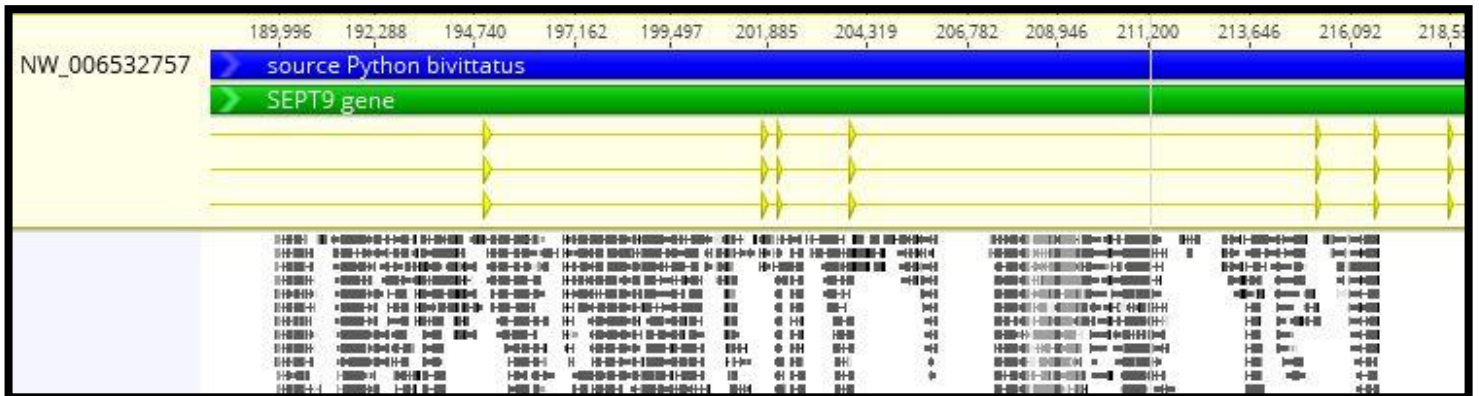 189,996 192,288 194,740 197,162 199,497 201,885 204,319 206,782 208,946 211,200 213,646 216,092
NW_006532757
source Python bivittatus
SEPT9 gene